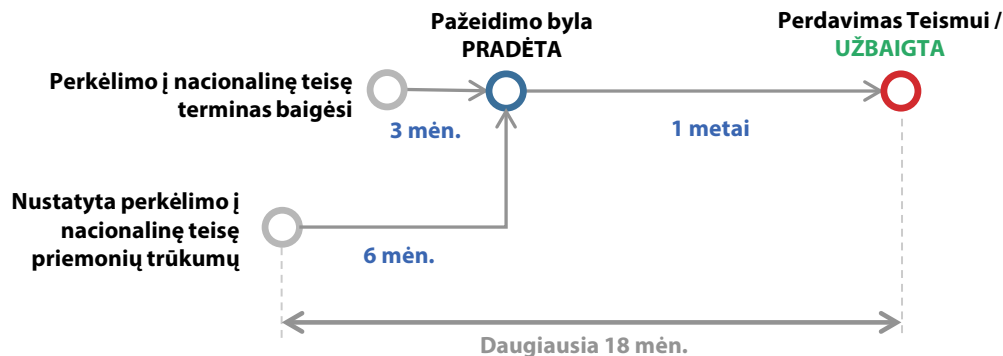 Pažeidimo byla
PRADĖTA
Perdavimas Teismui /
UŽBAIGTA
Perkėlimo į nacionalinę teisę
terminas baigėsi
3 mėn.
1 metai
Nustatyta perkėlimo į
nacionalinę teisę
priemonių trūkumų
6 mėn.
Daugiausia 18 mėn.